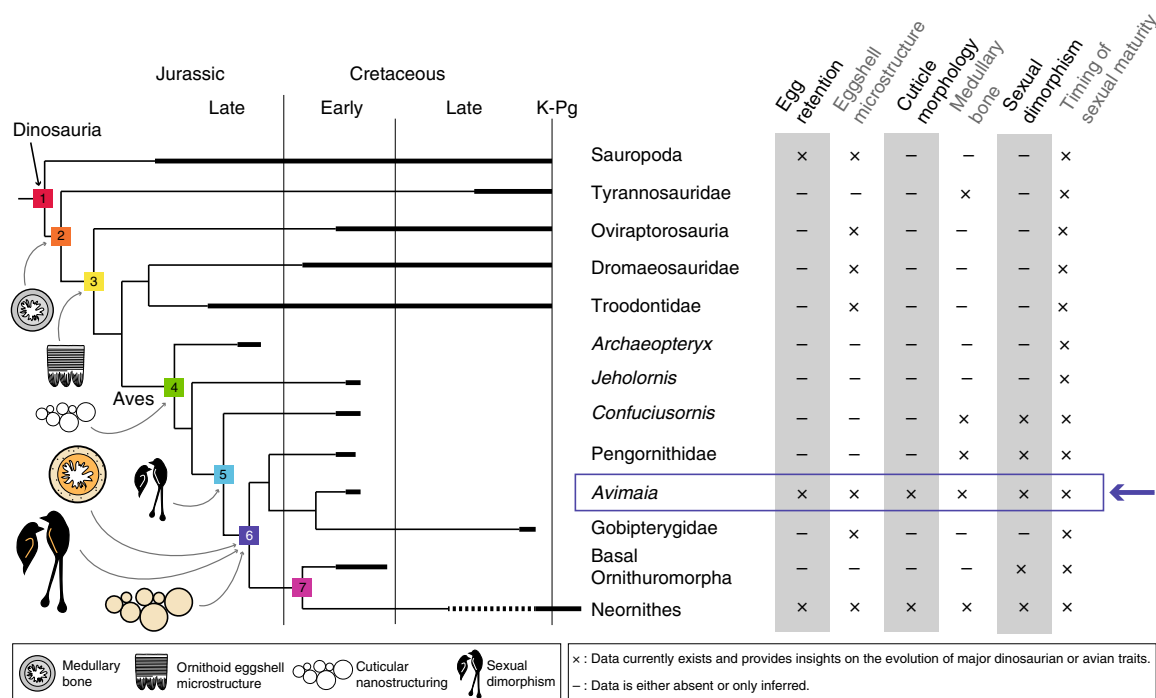 Jurassic Cretaceous
Late Early Late K-Pg
Egg
retention
Eggshell
microstructure
Cuticle
morphology
Medullary
bone
Sexual
dimorphism
Timing of
sexual maturity
Dinosauria
1
2
3
4
5
6
7
Aves
Sauropoda × × – – – ×
Tyrannosauridae – – – × – ×
Oviraptorosauria – × – – – ×
Dromaeosauridae – × – – – ×
Troodontidae – × – – – ×
Archaeopteryx – – – – – ×
Jeholornis – – – – – ×
Confuciusornis – – – × × ×
Pengornithidae – – – × × ×
Avimaia × × × × × ×
Gobipterygidae – × – – – ×
Basal
Ornithuromorpha – – – – × ×
Neornithes × × × × × ×
Medullary
bone
Ornithoid eggshell
microstructure
Cuticular
nanostructuring
Sexual
dimorphism
× : Data currently exists and provides insights on the evolution of major dinosaurian or avian traits.
– : Data is either absent or only inferred.